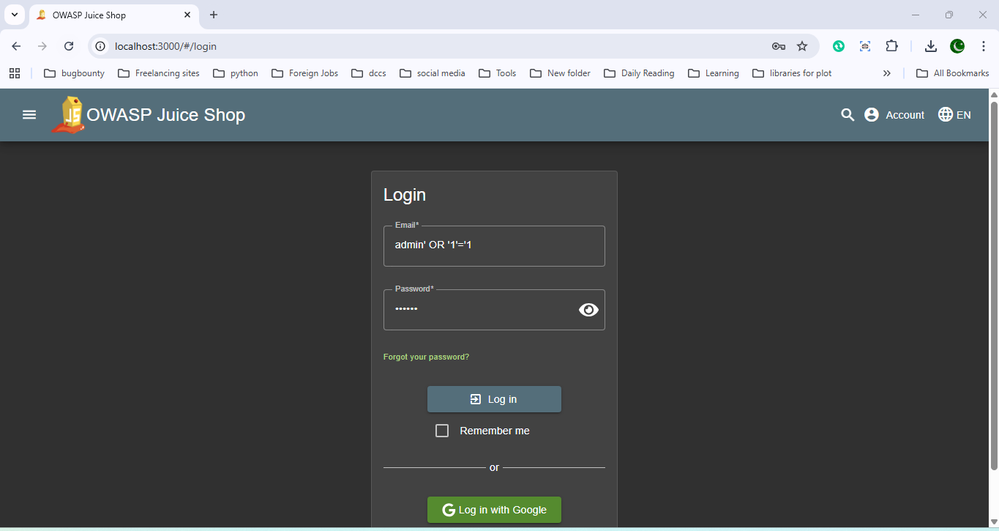 OWASP Juice Shop
localhost:3000/#/login
bugbounty Freelancing sites python Foreign Jobs dccs social media Tools New folder Daily Reading Learning libraries for plot » All Bookmarks
JS OWASP Juice Shop Account EN
Login
Email*
admin' OR '1'='1
Password*
••••••
Forgot your password?
Log in
Remember me
or
G Log in with Google